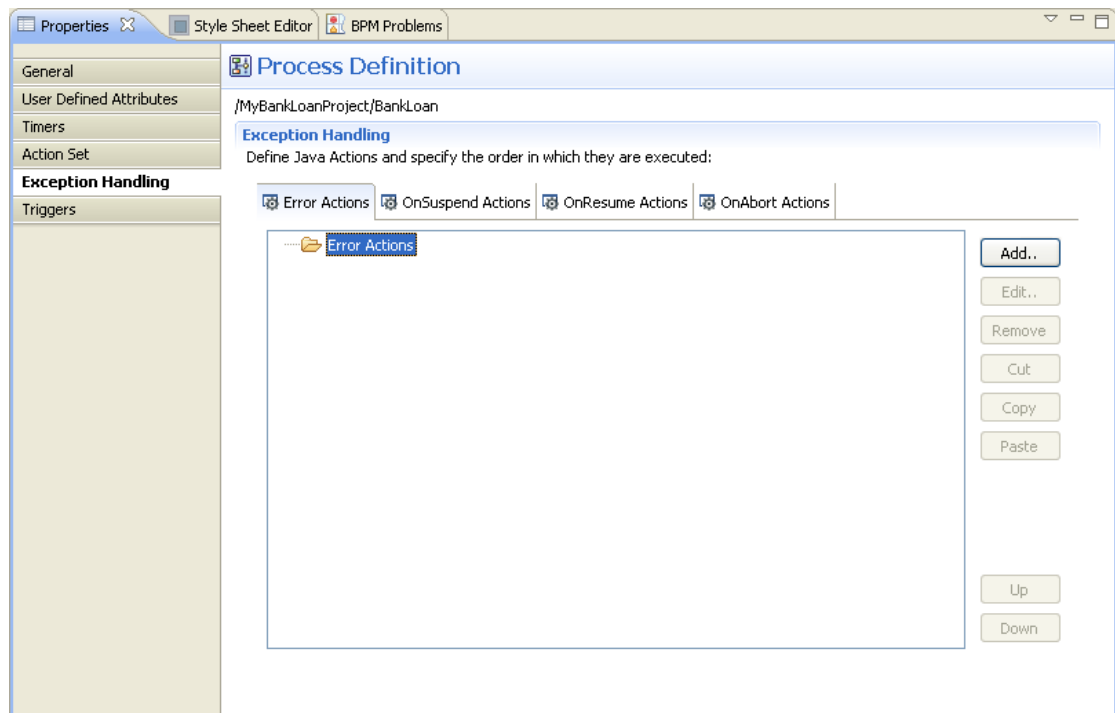 Properties Style Sheet Editor BPM Problems
General
User Defined Attributes
Timers
Action Set
Exception Handling
Triggers
Process Definition
/MyBankLoanProject/BankLoan
Exception Handling
Define Java Actions and specify the order in which they are executed:
Error Actions OnSuspend Actions OnResume Actions OnAbort Actions
Error Actions
Add..
Edit..
Remove
Cut
Copy
Paste
Up
Down